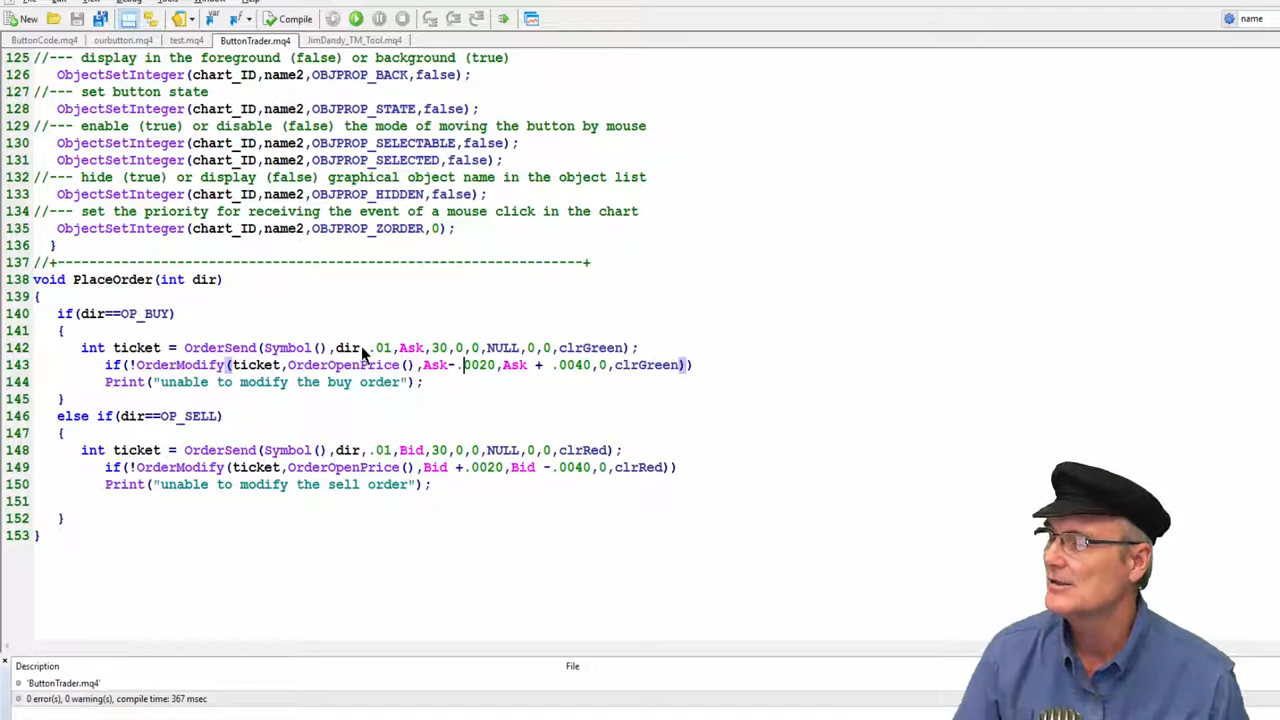 New Compile name
ButtonCode.mq4 ourbutton.mq4 test.mq4 ButtonTrader.mq4 JimDandy_TM_Tool.mq4
125 //--- display in the foreground (false) or background (true)
126 ObjectSetInteger(chart_ID,name2,OBJPROP_BACK,false);
127 //--- set button state
128 ObjectSetInteger(chart_ID,name2,OBJPROP_STATE,false);
129 //--- enable (true) or disable (false) the mode of moving the button by mouse
130 ObjectSetInteger(chart_ID,name2,OBJPROP_SELECTABLE,false);
131 ObjectSetInteger(chart_ID,name2,OBJPROP_SELECTED,false);
132 //--- hide (true) or display (false) graphical object name in the object list
133 ObjectSetInteger(chart_ID,name2,OBJPROP_HIDDEN,false);
134 //--- set the priority for receiving the event of a mouse click in the chart
135 ObjectSetInteger(chart_ID,name2,OBJPROP_ZORDER,0);
136 }
137 //+------------------------------------------------------------------+
138 void PlaceOrder(int dir)
139 {
140 if(dir==OP_BUY)
141 {
142 int ticket = OrderSend(Symbol(),dir,.01,Ask,30,0,0,NULL,0,0,clrGreen);
143 if(!OrderModify(ticket,OrderOpenPrice(),Ask-.0020,Ask + .0040,0,clrGreen))
144 Print("unable to modify the buy order");
145 }
146 else if(dir==OP_SELL)
147 {
148 int ticket = OrderSend(Symbol(),dir,.01,Bid,30,0,0,NULL,0,0,clrRed);
149 if(!OrderModify(ticket,OrderOpenPrice(),Bid +.0020,Bid -.0040,0,clrRed))
150 Print("unable to modify the sell order");
151
152 }
153 }
Description File
'ButtonTrader.mq4'
0 error(s), 0 warning(s), compile time: 367 msec